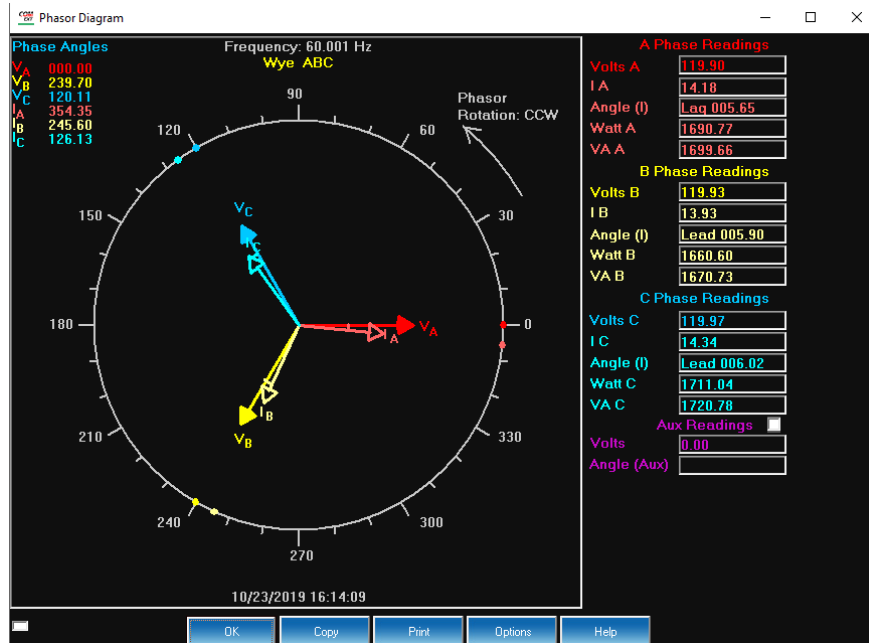 COM EXT Phasor Diagram
Phase Angles
VA 000.00
VB 239.70
VC 120.11
IA 354.35
IB 245.60
IC 126.13
Frequency: 60.001 Hz
Wye ABC
Phasor
Rotation: CCW
90
120
60
150
30
180
0
210
330
240
300
270
VC
IC
VA
IA
IB
VB
10/23/2019 16:14:09
A Phase Readings
Volts A 119.90
I A 14.18
Angle (I) Lag 005.65
Watt A 1690.77
VA A 1699.66
B Phase Readings
Volts B 119.93
I B 13.93
Angle (I) Lead 005.90
Watt B 1660.60
VA B 1670.73
C Phase Readings
Volts C 119.97
I C 14.34
Angle (I) Lead 006.02
Watt C 1711.04
VA C 1720.78
Aux Readings
Volts 0.00
Angle (Aux)
OK Copy Print Options Help